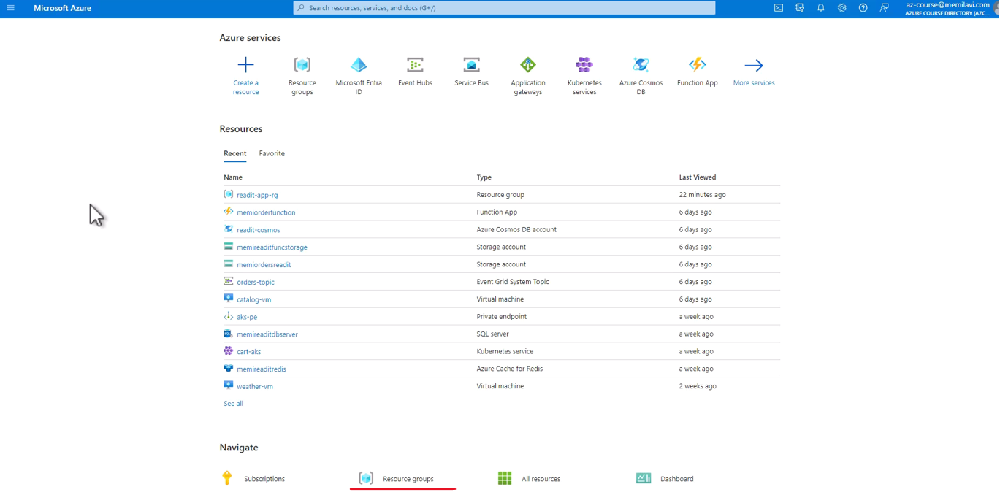 Microsoft Azure
Search resources, services, and docs (G+/)
az-course@memilavi.com
AZURE COURSE DIRECTORY (AZC...
Azure services
Create a resource
Resource groups
Microsoft Entra ID
Event Hubs
Service Bus
Application gateways
Kubernetes services
Azure Cosmos DB
Function App
More services
Resources
Recent Favorite
Name Type Last Viewed
readit-app-rg Resource group 22 minutes ago
memiorderfunction Function App 6 days ago
readit-cosmos Azure Cosmos DB account 6 days ago
memireaditfuncstorage Storage account 6 days ago
memiordersreadit Storage account 6 days ago
orders-topic Event Grid System Topic 6 days ago
catalog-vm Virtual machine 6 days ago
aks-pe Private endpoint a week ago
memireaditdbserver SQL server a week ago
cart-aks Kubernetes service a week ago
memireaditredis Azure Cache for Redis a week ago
weather-vm Virtual machine 2 weeks ago
See all
Navigate
Subscriptions Resource groups All resources Dashboard